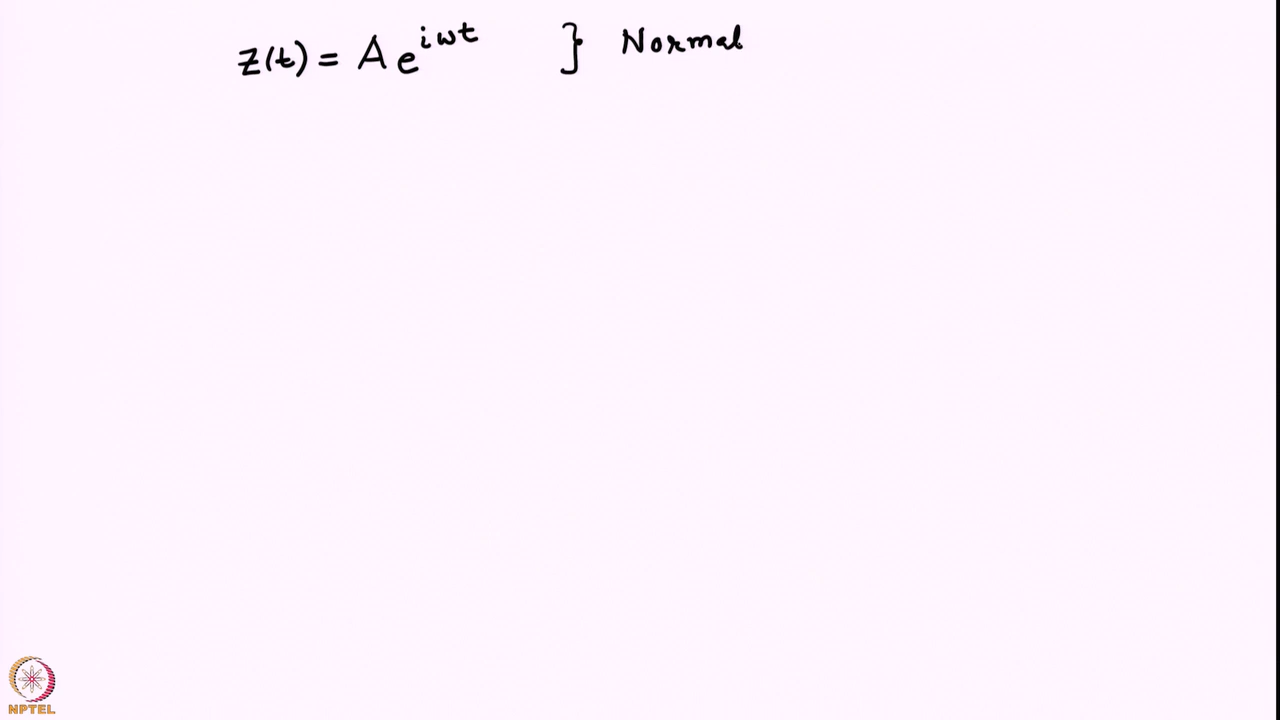 z(t) = A e^{iωt} } Normal
NPTEL